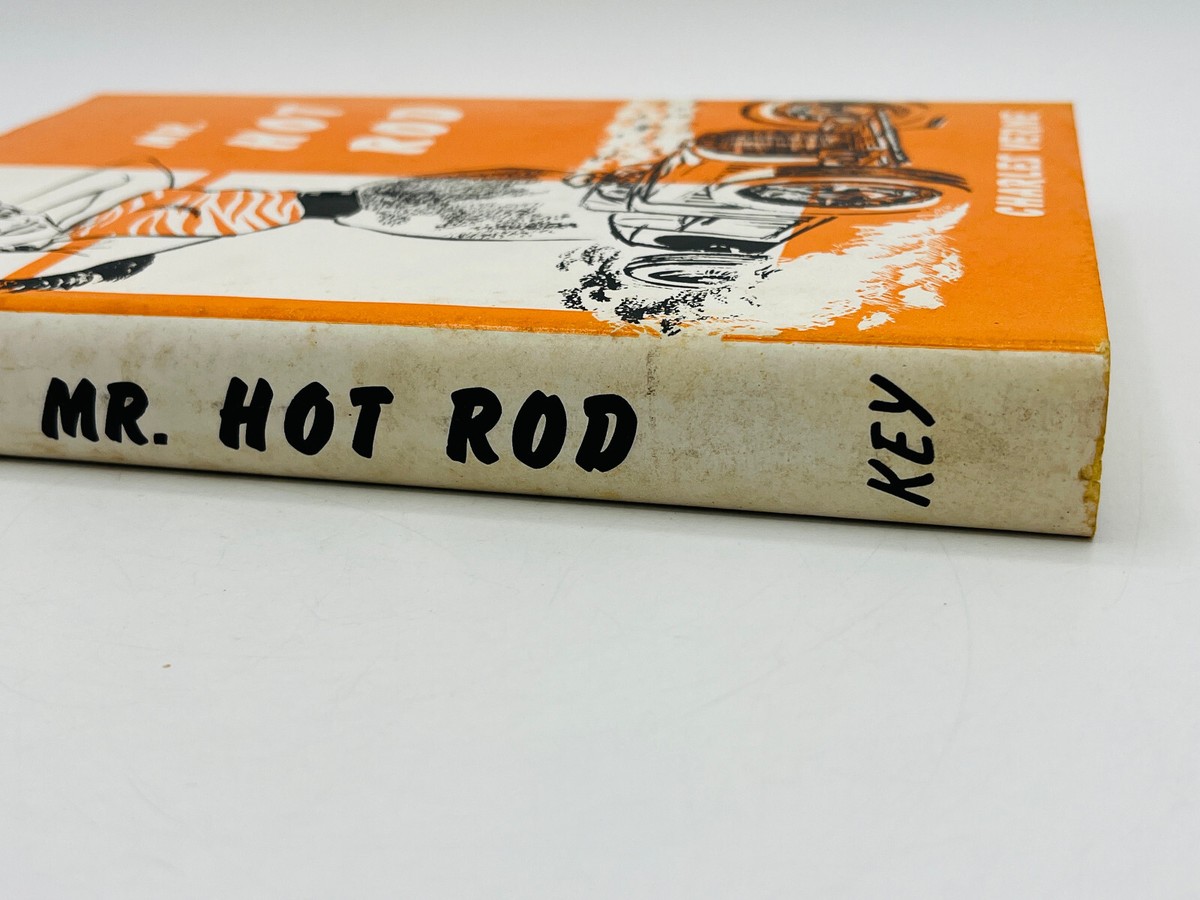 MR.
HOT
ROD
CHARLES VERNE
MR. HOT ROD
KEY